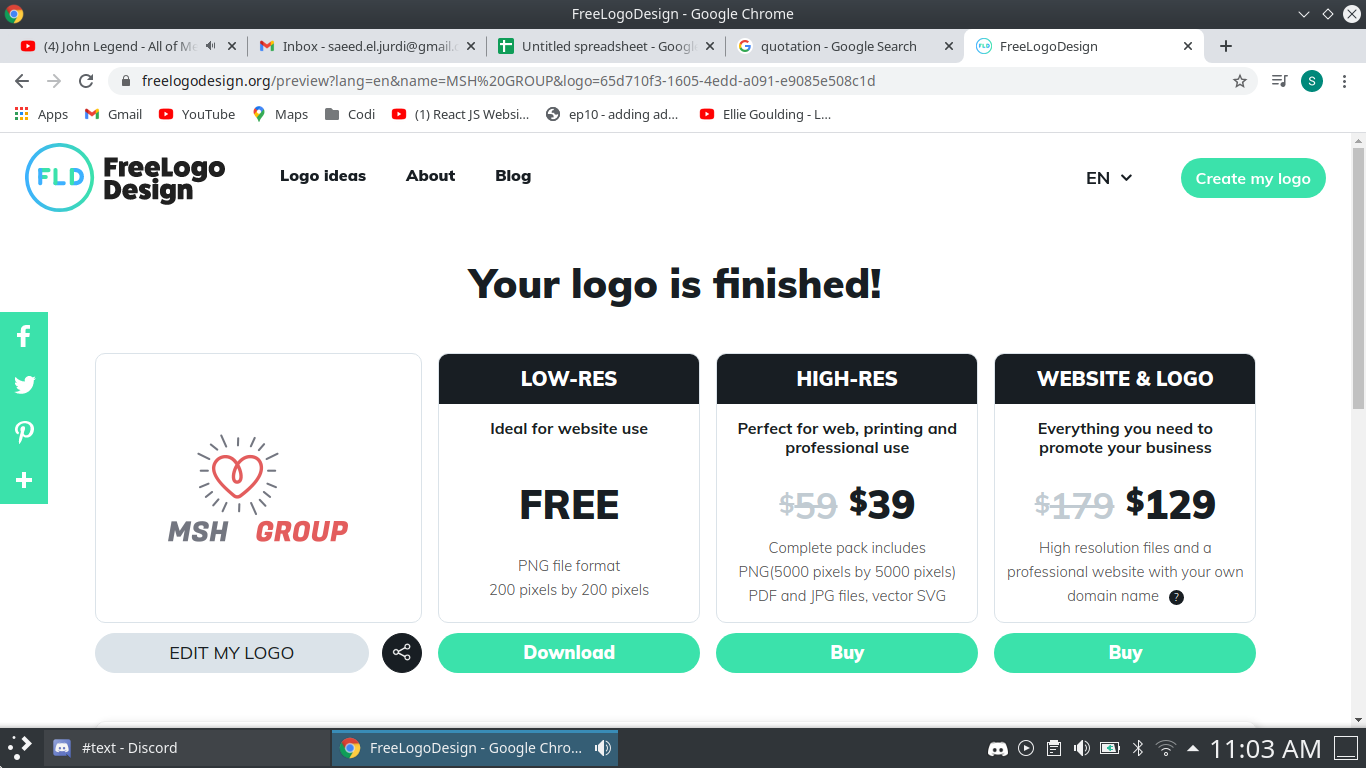 FreeLogoDesign - Google Chrome
(4) John Legend - All of Me
Inbox - saeed.el.jurdi@gmail.c
Untitled spreadsheet - Google
quotation - Google Search
FreeLogoDesign
freelogodesign.org/preview?lang=en&name=MSH%20GROUP&logo=65d710f3-1605-4edd-a091-e9085e508c1d
S
Apps
Gmail
YouTube
Maps
Codi
(1) React JS Websi...
ep10 - adding ad...
Ellie Goulding - L...
FLD
FreeLogo
Design
Logo ideas
About
Blog
EN
Create my logo
Your logo is finished!
MSH GROUP
EDIT MY LOGO
LOW-RES
Ideal for website use
FREE
PNG file format
200 pixels by 200 pixels
Download
HIGH-RES
Perfect for web, printing and
professional use
$59 $39
Complete pack includes
PNG(5000 pixels by 5000 pixels)
PDF and JPG files, vector SVG
Buy
WEBSITE & LOGO
Everything you need to
promote your business
$179 $129
High resolution files and a
professional website with your own
domain name ?
Buy
#text - Discord
FreeLogoDesign - Google Chro...
11:03 AM